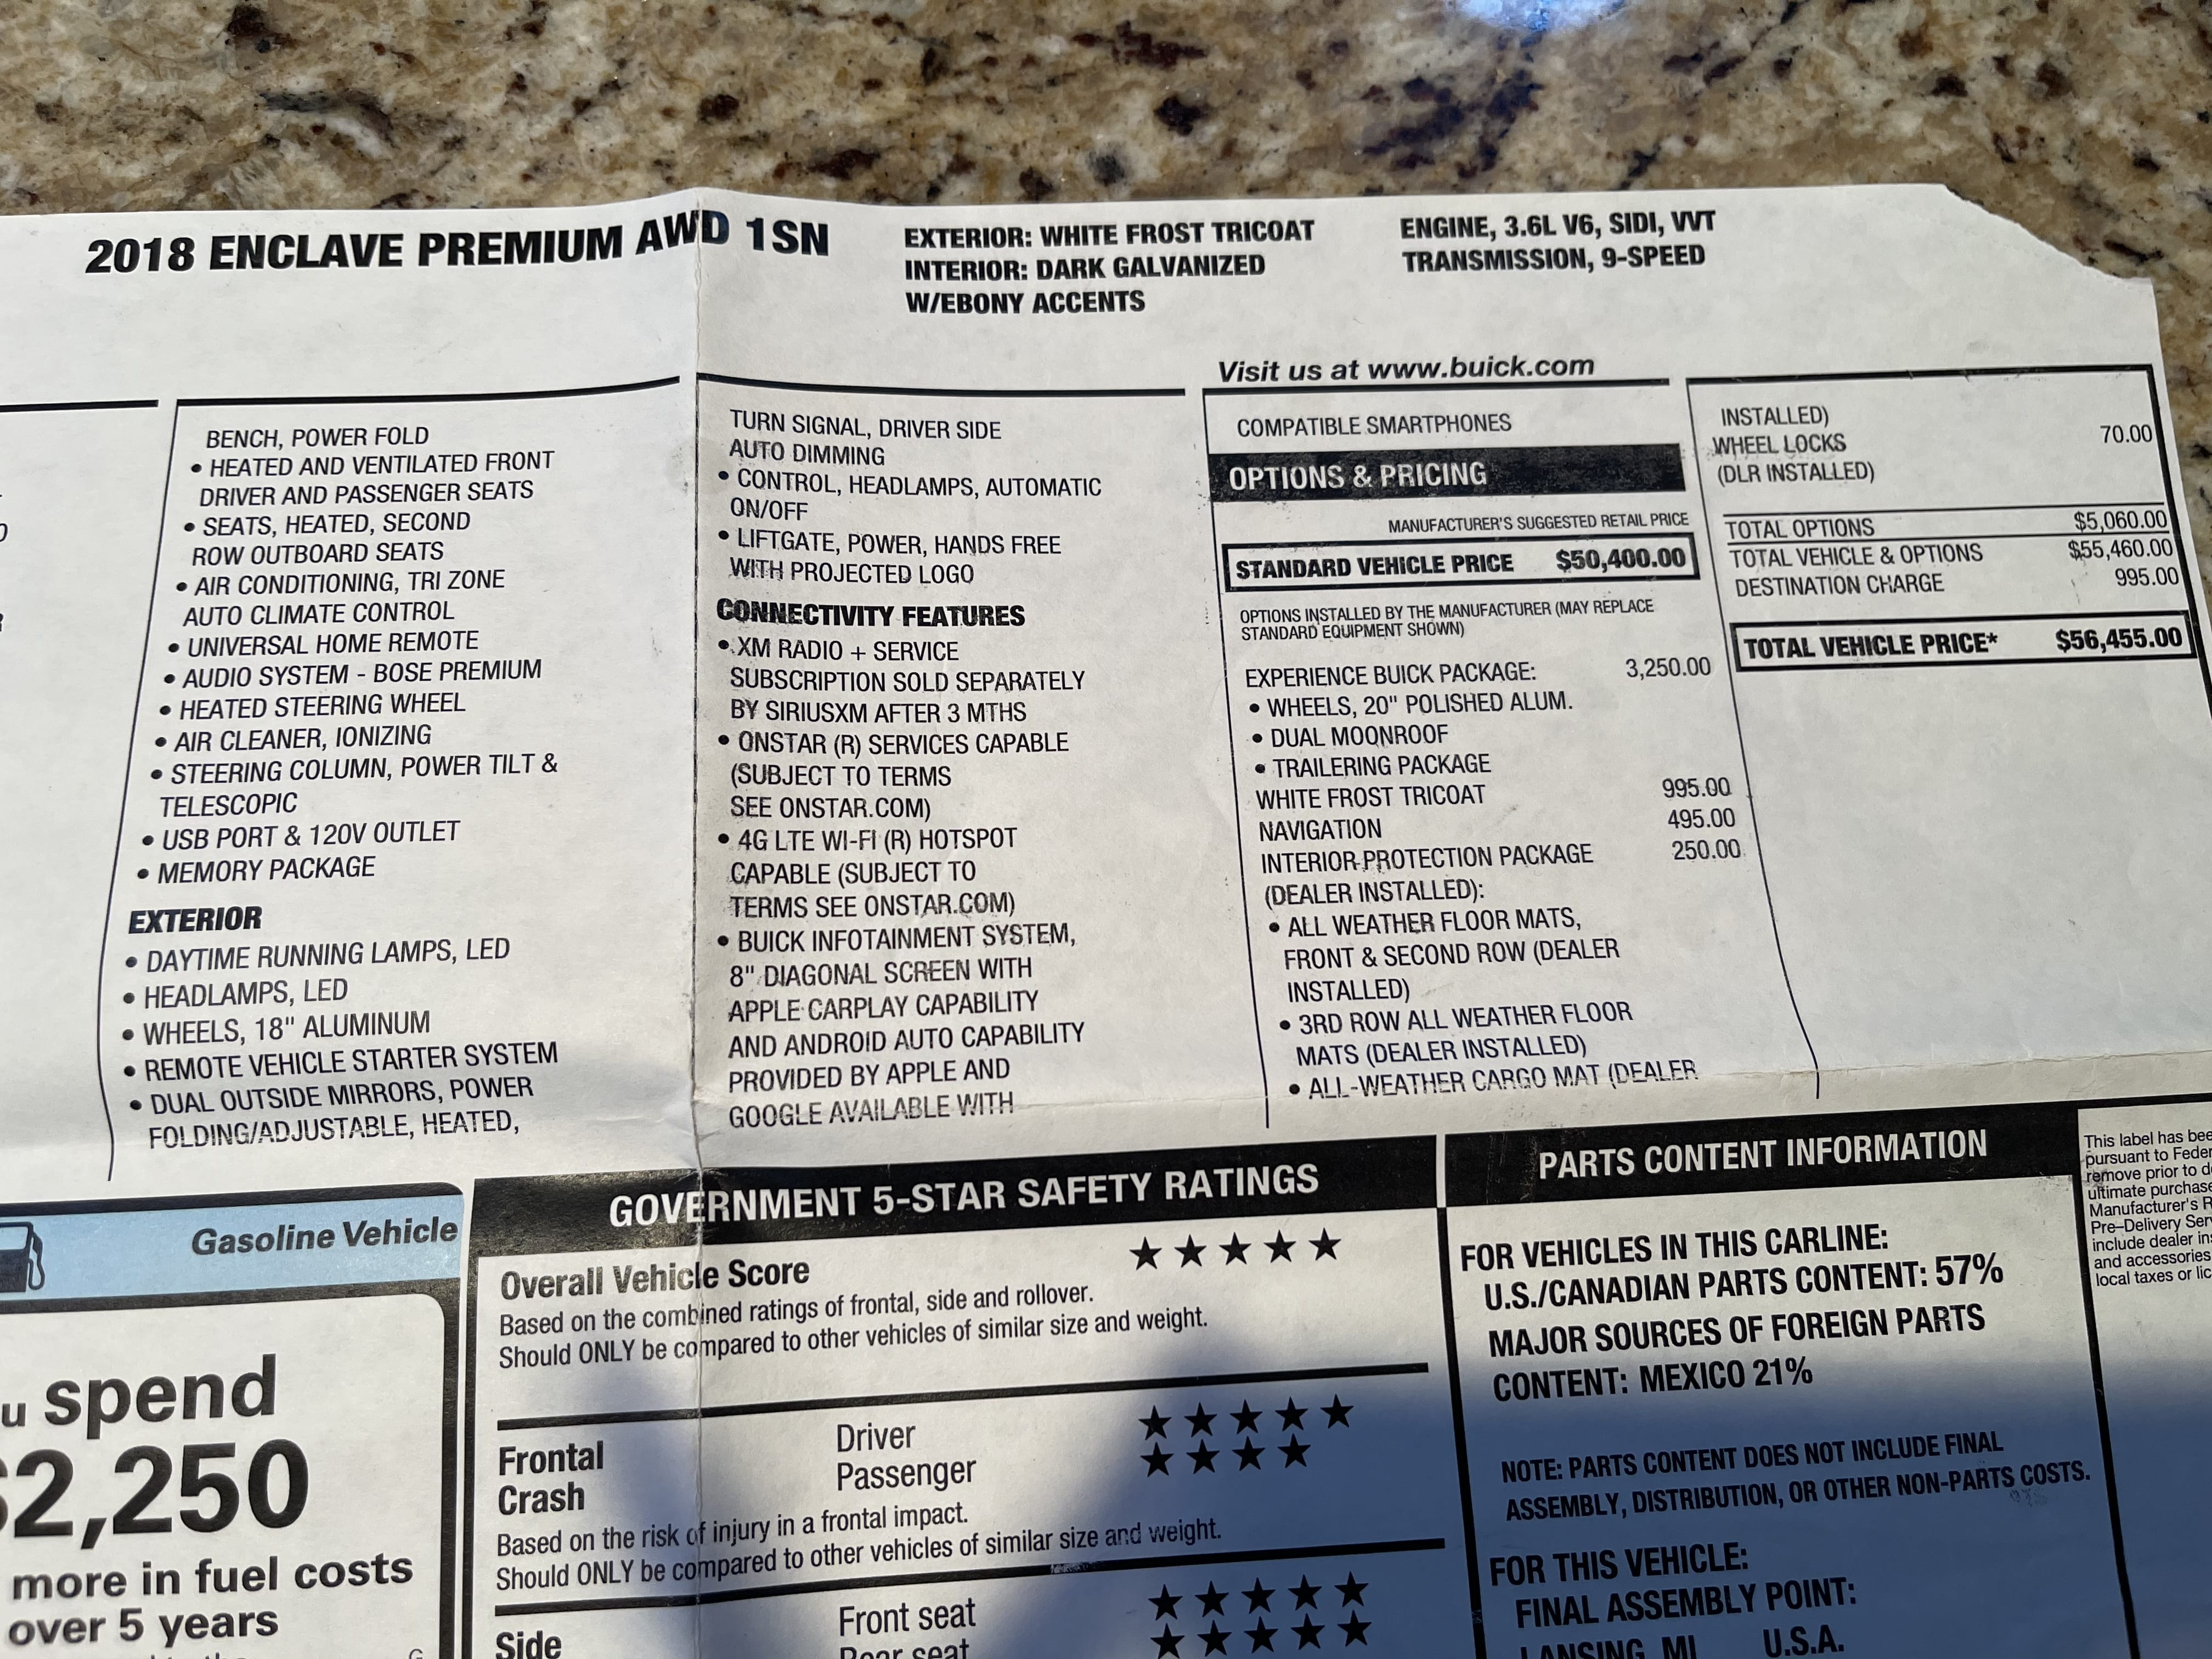 2018 ENCLAVE PREMIUM AWD 1SN
EXTERIOR: WHITE FROST TRICOAT
INTERIOR: DARK GALVANIZED
W/EBONY ACCENTS
ENGINE, 3.6L V6, SIDI, VVT
TRANSMISSION, 9-SPEED
Visit us at www.buick.com
BENCH, POWER FOLD
• HEATED AND VENTILATED FRONT
DRIVER AND PASSENGER SEATS
• SEATS, HEATED, SECOND
ROW OUTBOARD SEATS
• AIR CONDITIONING, TRI ZONE
AUTO CLIMATE CONTROL
• UNIVERSAL HOME REMOTE
• AUDIO SYSTEM - BOSE PREMIUM
• HEATED STEERING WHEEL
• AIR CLEANER, IONIZING
• STEERING COLUMN, POWER TILT &
TELESCOPIC
• USB PORT & 120V OUTLET
• MEMORY PACKAGE
EXTERIOR
• DAYTIME RUNNING LAMPS, LED
• HEADLAMPS, LED
• WHEELS, 18" ALUMINUM
• REMOTE VEHICLE STARTER SYSTEM
• DUAL OUTSIDE MIRRORS, POWER
FOLDING/ADJUSTABLE, HEATED,
TURN SIGNAL, DRIVER SIDE
AUTO DIMMING
• CONTROL, HEADLAMPS, AUTOMATIC
ON/OFF
• LIFTGATE, POWER, HANDS FREE
WITH PROJECTED LOGO
CONNECTIVITY FEATURES
• XM RADIO + SERVICE
SUBSCRIPTION SOLD SEPARATELY
BY SIRIUSXM AFTER 3 MTHS
• ONSTAR (R) SERVICES CAPABLE
(SUBJECT TO TERMS
SEE ONSTAR.COM)
• 4G LTE WI-FI (R) HOTSPOT
CAPABLE (SUBJECT TO
TERMS SEE ONSTAR.COM)
• BUICK INFOTAINMENT SYSTEM,
8" DIAGONAL SCREEN WITH
APPLE CARPLAY CAPABILITY
AND ANDROID AUTO CAPABILITY
PROVIDED BY APPLE AND
GOOGLE AVAILABLE WITH
COMPATIBLE SMARTPHONES
OPTIONS & PRICING
MANUFACTURER'S SUGGESTED RETAIL PRICE
STANDARD VEHICLE PRICE $50,400.00
OPTIONS INSTALLED BY THE MANUFACTURER (MAY REPLACE
STANDARD EQUIPMENT SHOWN)
EXPERIENCE BUICK PACKAGE: 3,250.00
• WHEELS, 20" POLISHED ALUM.
• DUAL MOONROOF
• TRAILERING PACKAGE
WHITE FROST TRICOAT 995.00
NAVIGATION 495.00
INTERIOR PROTECTION PACKAGE 250.00
(DEALER INSTALLED):
• ALL WEATHER FLOOR MATS,
FRONT & SECOND ROW (DEALER
INSTALLED)
• 3RD ROW ALL WEATHER FLOOR
MATS (DEALER INSTALLED)
• ALL-WEATHER CARGO MAT (DEALER
INSTALLED)
WHEEL LOCKS 70.00
(DLR INSTALLED)
TOTAL OPTIONS $5,060.00
TOTAL VEHICLE & OPTIONS $55,460.00
DESTINATION CHARGE 995.00
TOTAL VEHICLE PRICE* $56,455.00
Gasoline Vehicle
u spend
$2,250
more in fuel costs
over 5 years
GOVERNMENT 5-STAR SAFETY RATINGS
Overall Vehicle Score ★★★★★
Based on the combined ratings of frontal, side and rollover.
Should ONLY be compared to other vehicles of similar size and weight.
Frontal Crash
Driver ★★★★★
Passenger ★★★★
Based on the risk of injury in a frontal impact.
Should ONLY be compared to other vehicles of similar size and weight.
Side
Front seat ★★★★★
Rear seat ★★★★★
PARTS CONTENT INFORMATION
FOR VEHICLES IN THIS CARLINE:
U.S./CANADIAN PARTS CONTENT: 57%
MAJOR SOURCES OF FOREIGN PARTS
CONTENT: MEXICO 21%
NOTE: PARTS CONTENT DOES NOT INCLUDE FINAL
ASSEMBLY, DISTRIBUTION, OR OTHER NON-PARTS COSTS.
FOR THIS VEHICLE:
FINAL ASSEMBLY POINT:
LANSING, MI U.S.A.
This label has bee
pursuant to Feder
remove prior to d
ultimate purchase
Manufacturer's R
Pre-Delivery Ser
include dealer ins
and accessories
local taxes or lic